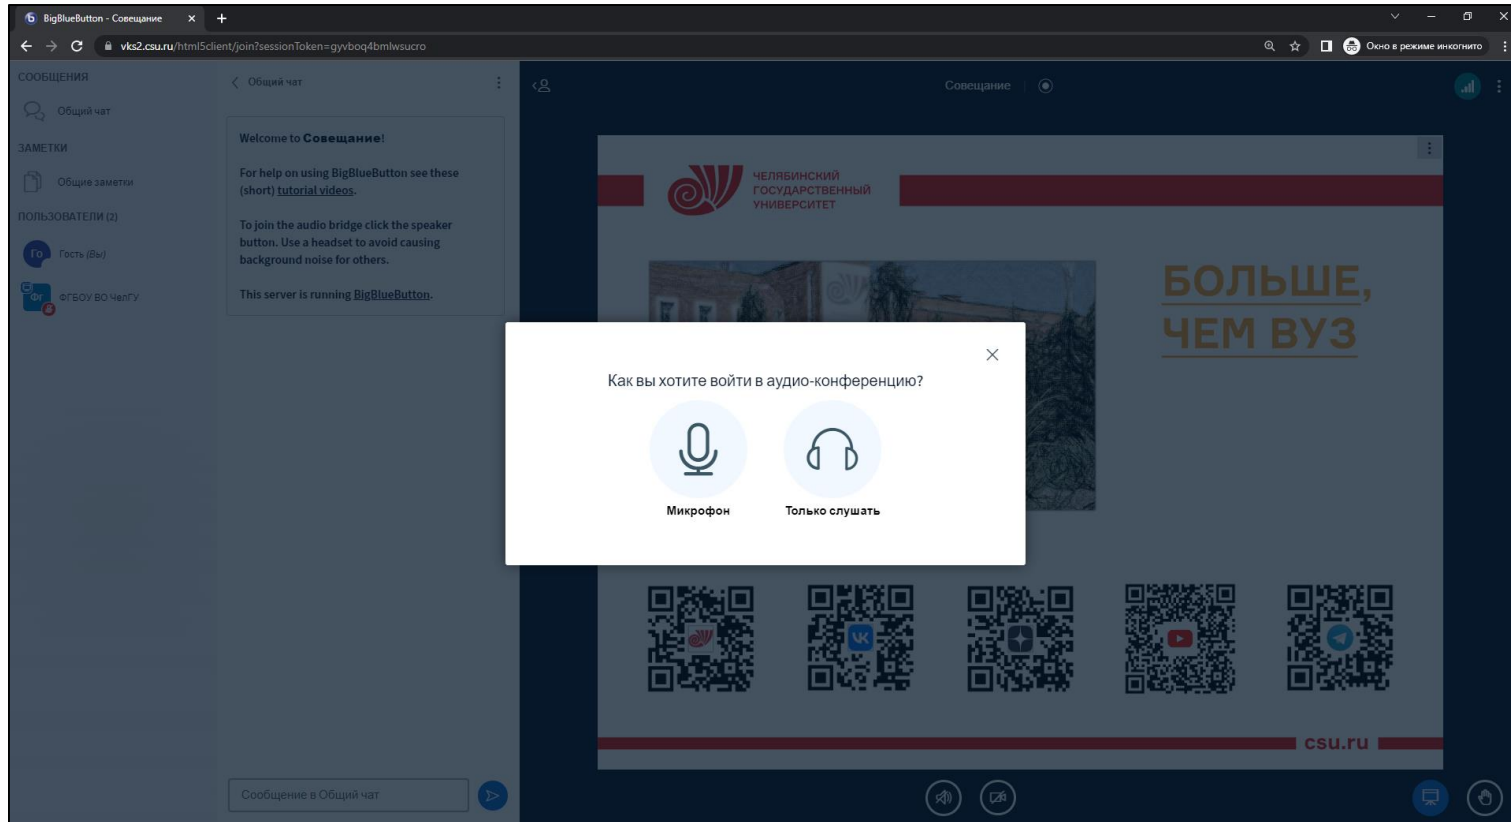 BigBlueButton - Совещание
vks2.csu.ru/html5client/join?sessionToken=gyvboq4bmlwsucro
Окно в режиме инкогнито
СООБЩЕНИЯ
Общий чат
ЗАМЕТКИ
Общие заметки
ПОЛЬЗОВАТЕЛИ (2)
Го
Гость (Вы)
Фг
ФГБОУ ВО ЧелГУ
Общий чат
Welcome to Совещание!
For help on using BigBlueButton see these
(short) tutorial videos.
To join the audio bridge click the speaker
button. Use a headset to avoid causing
background noise for others.
This server is running BigBlueButton.
Сообщение в Общий чат
Совещание
ЧЕЛЯБИНСКИЙ
ГОСУДАРСТВЕННЫЙ
УНИВЕРСИТЕТ
БОЛЬШЕ,
ЧЕМ ВУЗ
Как вы хотите войти в аудио-конференцию?
Микрофон
Только слушать
csu.ru